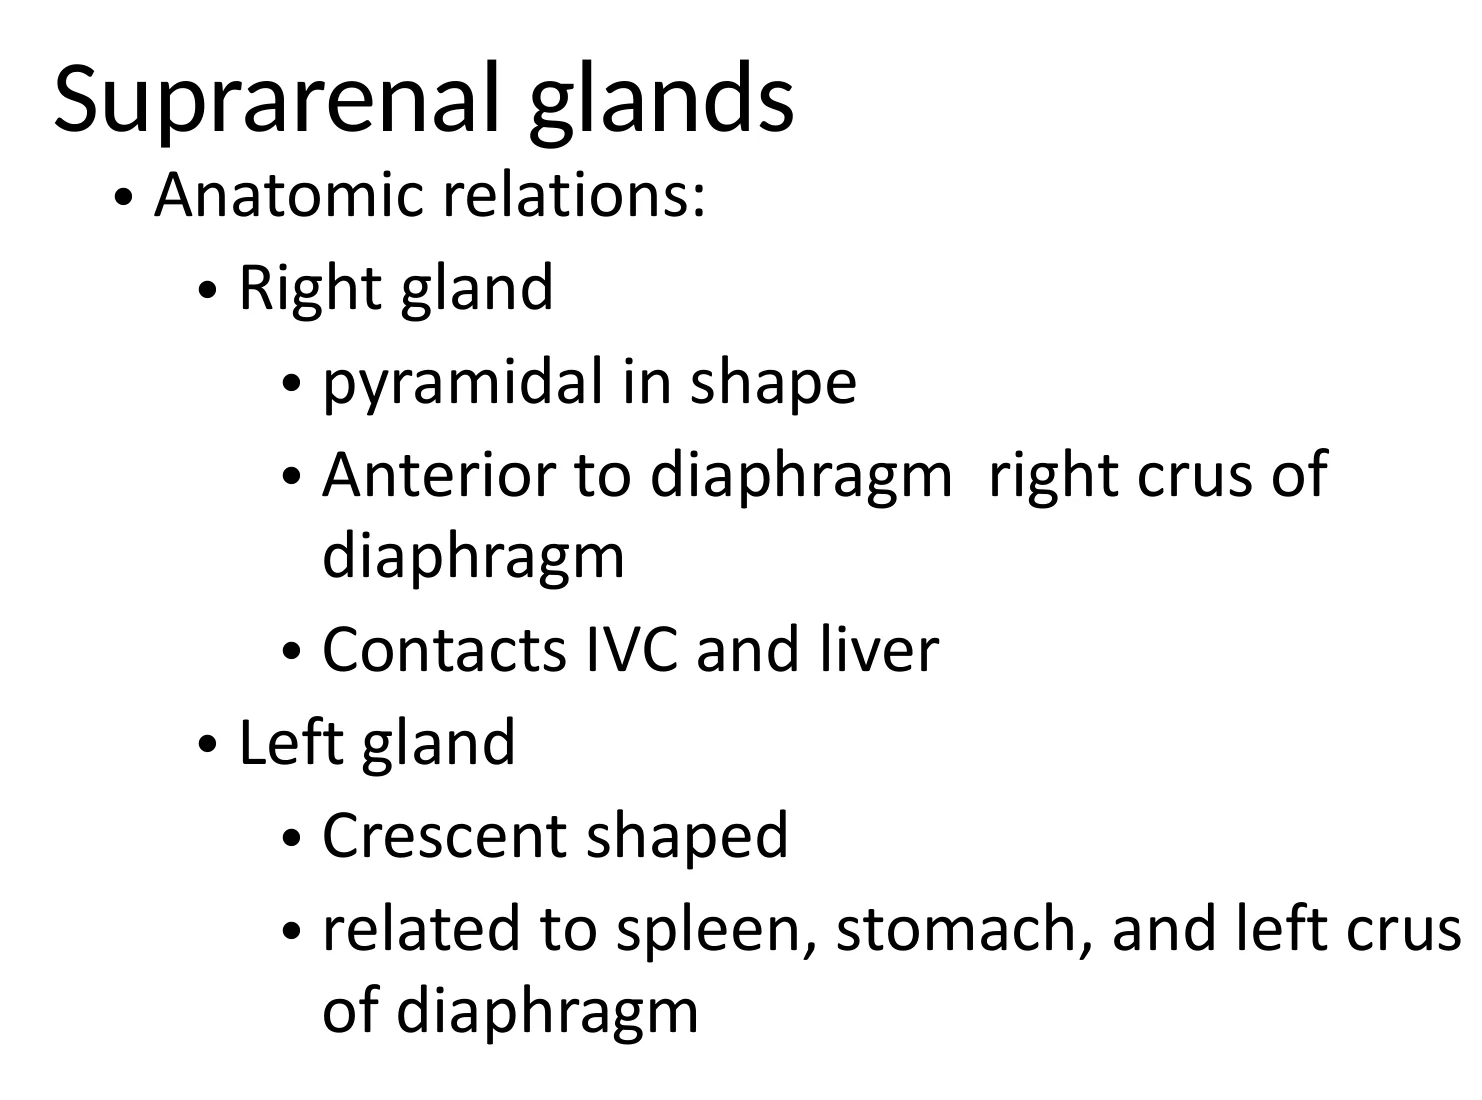 Suprarenal glands
• Anatomic relations:
• Right gland
• pyramidal in shape
• Anterior to diaphragm  right crus of
diaphragm
• Contacts IVC and liver
• Left gland
• Crescent shaped
• related to spleen, stomach, and left crus
of diaphragm